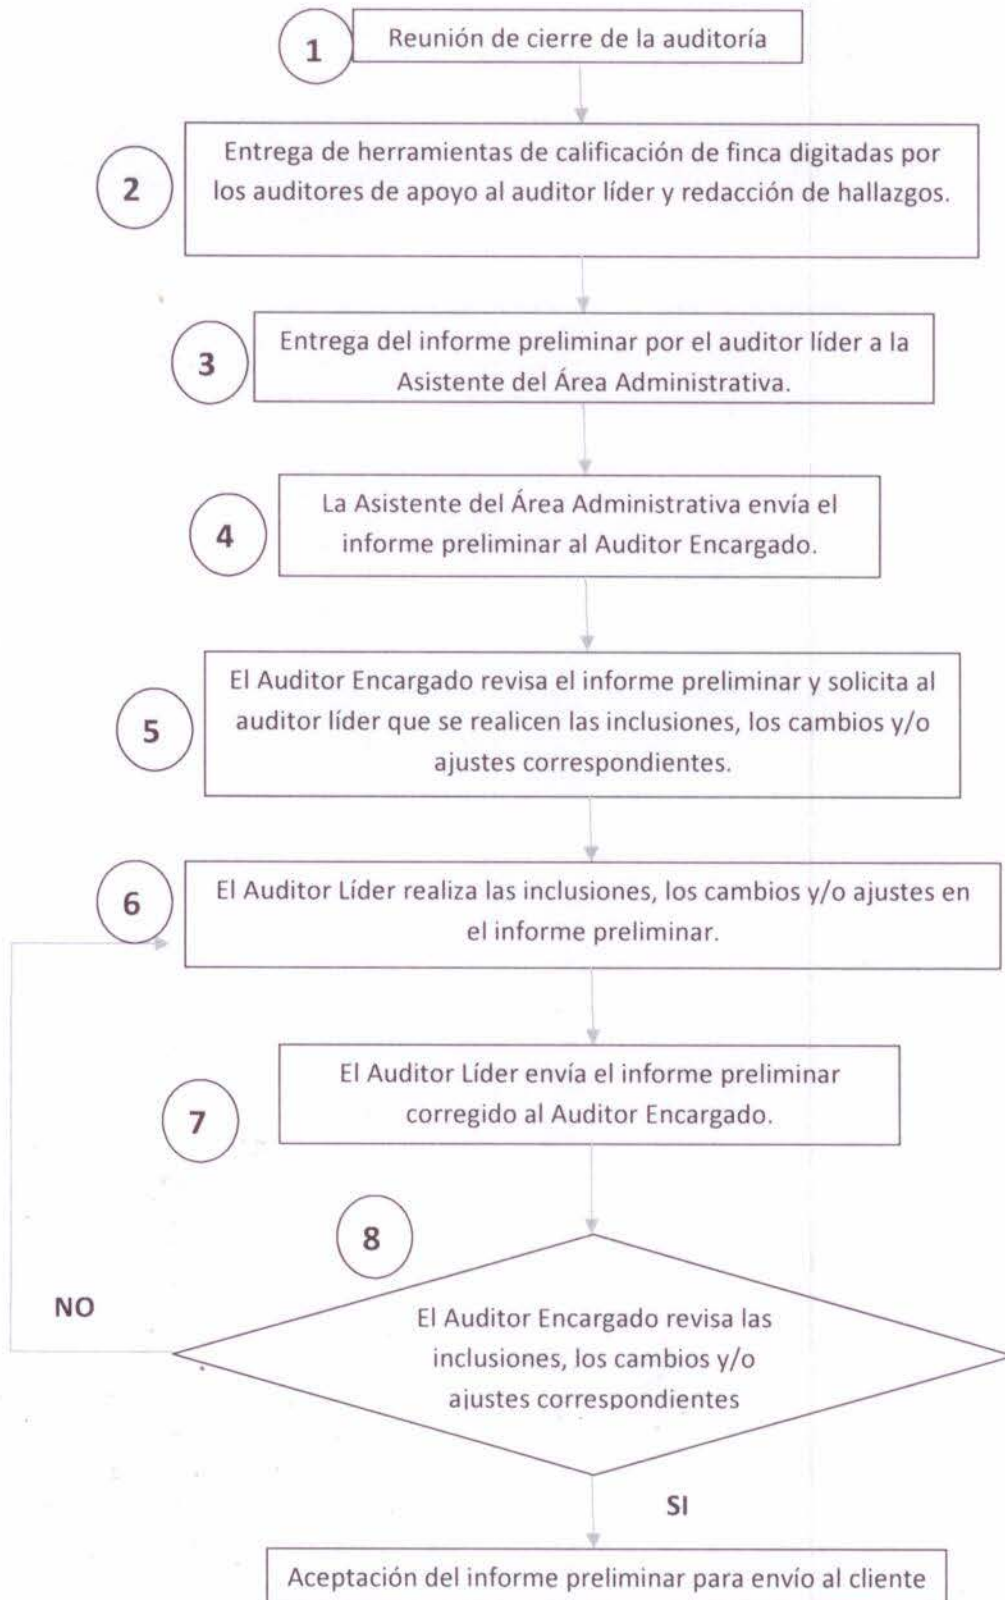 1
Reunión de cierre de la auditoría
2
Entrega de herramientas de calificación de finca digitadas por
los auditores de apoyo al auditor líder y redacción de hallazgos.
3
Entrega del informe preliminar por el auditor líder a la
Asistente del Área Administrativa.
4
La Asistente del Área Administrativa envía el
informe preliminar al Auditor Encargado.
5
El Auditor Encargado revisa el informe preliminar y solicita al
auditor líder que se realicen las inclusiones, los cambios y/o
ajustes correspondientes.
6
El Auditor Líder realiza las inclusiones, los cambios y/o ajustes en
el informe preliminar.
7
El Auditor Líder envía el informe preliminar
corregido al Auditor Encargado.
8
NO
El Auditor Encargado revisa las
inclusiones, los cambios y/o
ajustes correspondientes
SI
Aceptación del informe preliminar para envío al cliente